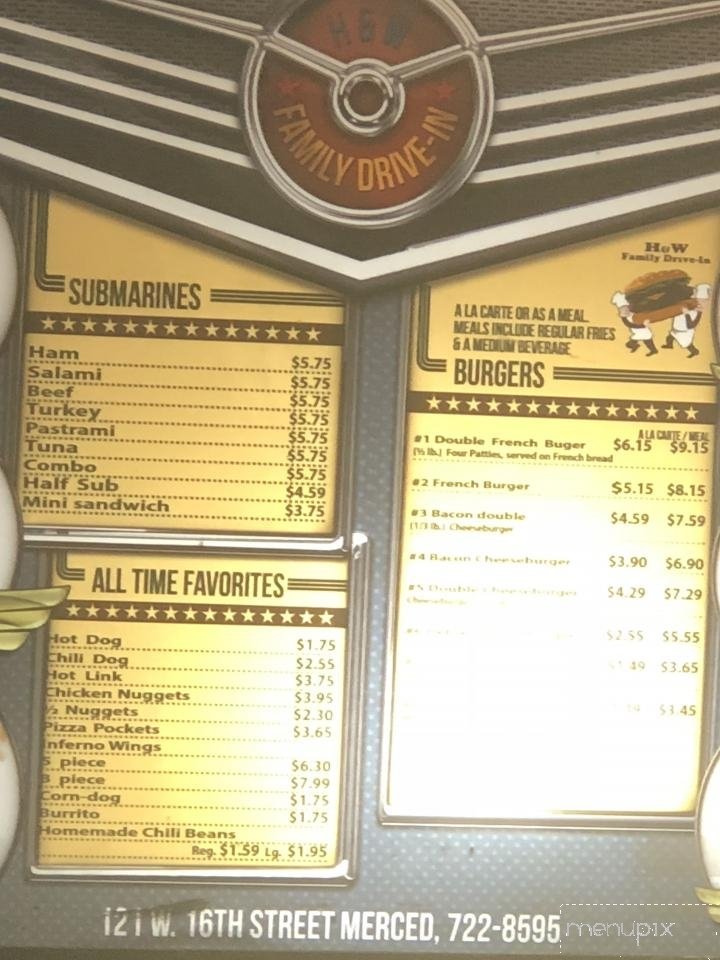 H & W
FAMILY DRIVE-IN
SUBMARINES
Ham $5.75
Salami $5.75
Beef $5.75
Turkey $5.75
Pastrami $5.75
Tuna $5.75
Combo $5.75
Half Sub $4.59
Mini sandwich $3.75
ALL TIME FAVORITES
Hot Dog $1.75
Chili Dog $2.55
Hot Link $3.75
Chicken Nuggets $3.95
½ Nuggets $2.30
Pizza Pockets $3.65
Inferno Wings
5 piece $6.30
8 piece $7.99
Corn-dog $1.75
Burrito $1.75
Homemade Chili Beans
Reg. $1.59 Lg. $1.95
H&W
Family Drive-In
A LA CARTE OR AS A MEAL.
MEALS INCLUDE REGULAR FRIES
& A MEDIUM BEVERAGE
BURGERS
A LA CARTE / MEAL
#1 Double French Buger $6.15 $9.15
(½ lb.) Four Patties, served on French bread
#2 French Burger $5.15 $8.15
#3 Bacon double $4.59 $7.59
(1/3 lb.) Cheeseburger
#4 Bacon Cheeseburger $3.90 $6.90
#5 Double Cheeseburger $4.29 $7.29
$2.55 $5.55
$3.65
$3.45
121 W. 16TH STREET MERCED, 722-8595
menupix